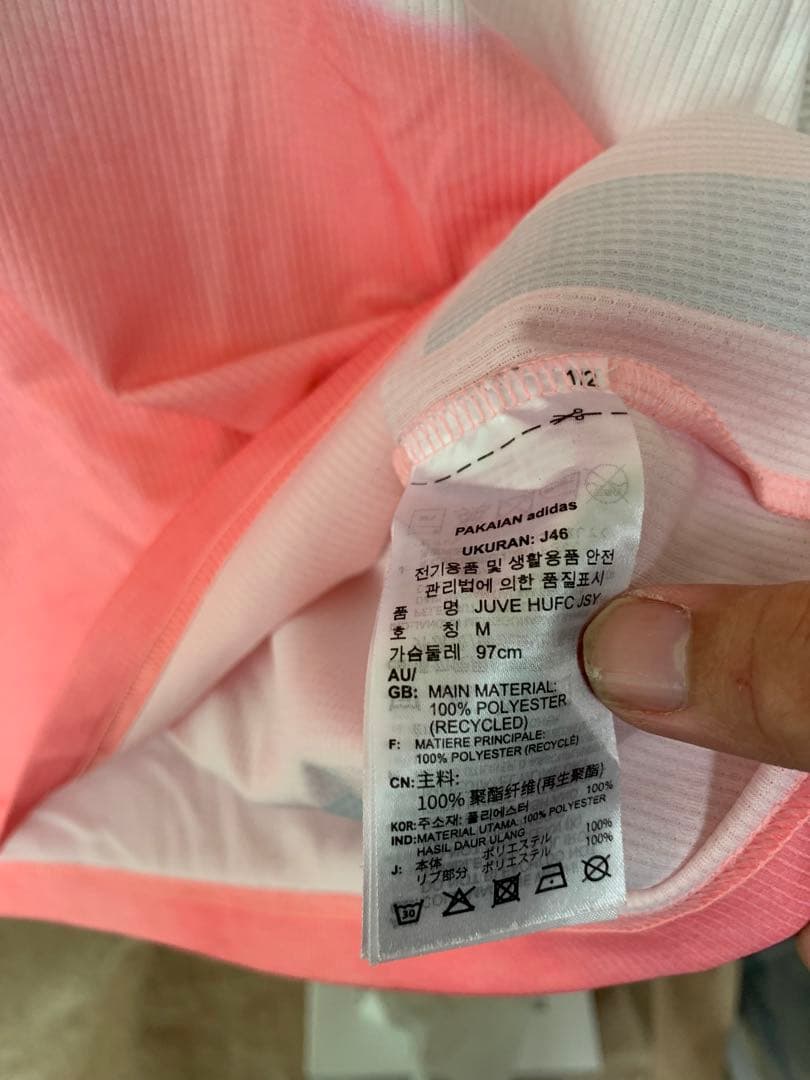 1/2
PAKAIAN adidas
UKURAN: J46
전기용품 및 생활용품 안전
관리법에 의한 품질표시
품 명 JUVE HUFC JSY
호 칭 M
가슴둘레 97cm
AU/
GB: MAIN MATERIAL:
100% POLYESTER
(RECYCLED)
F: MATIERE PRINCIPALE:
100% POLYESTER (RECYCLÉ)
CN: 主料:
100% 聚酯纤维(再生聚酯)
KOR: 주소재: 폴리에스터 100%
IND: MATERIAL UTAMA: 100% POLYESTER
HASIL DAUR ULANG
J: 本体 ポリエステル 100%
リブ部分 ポリエステル 100%
30